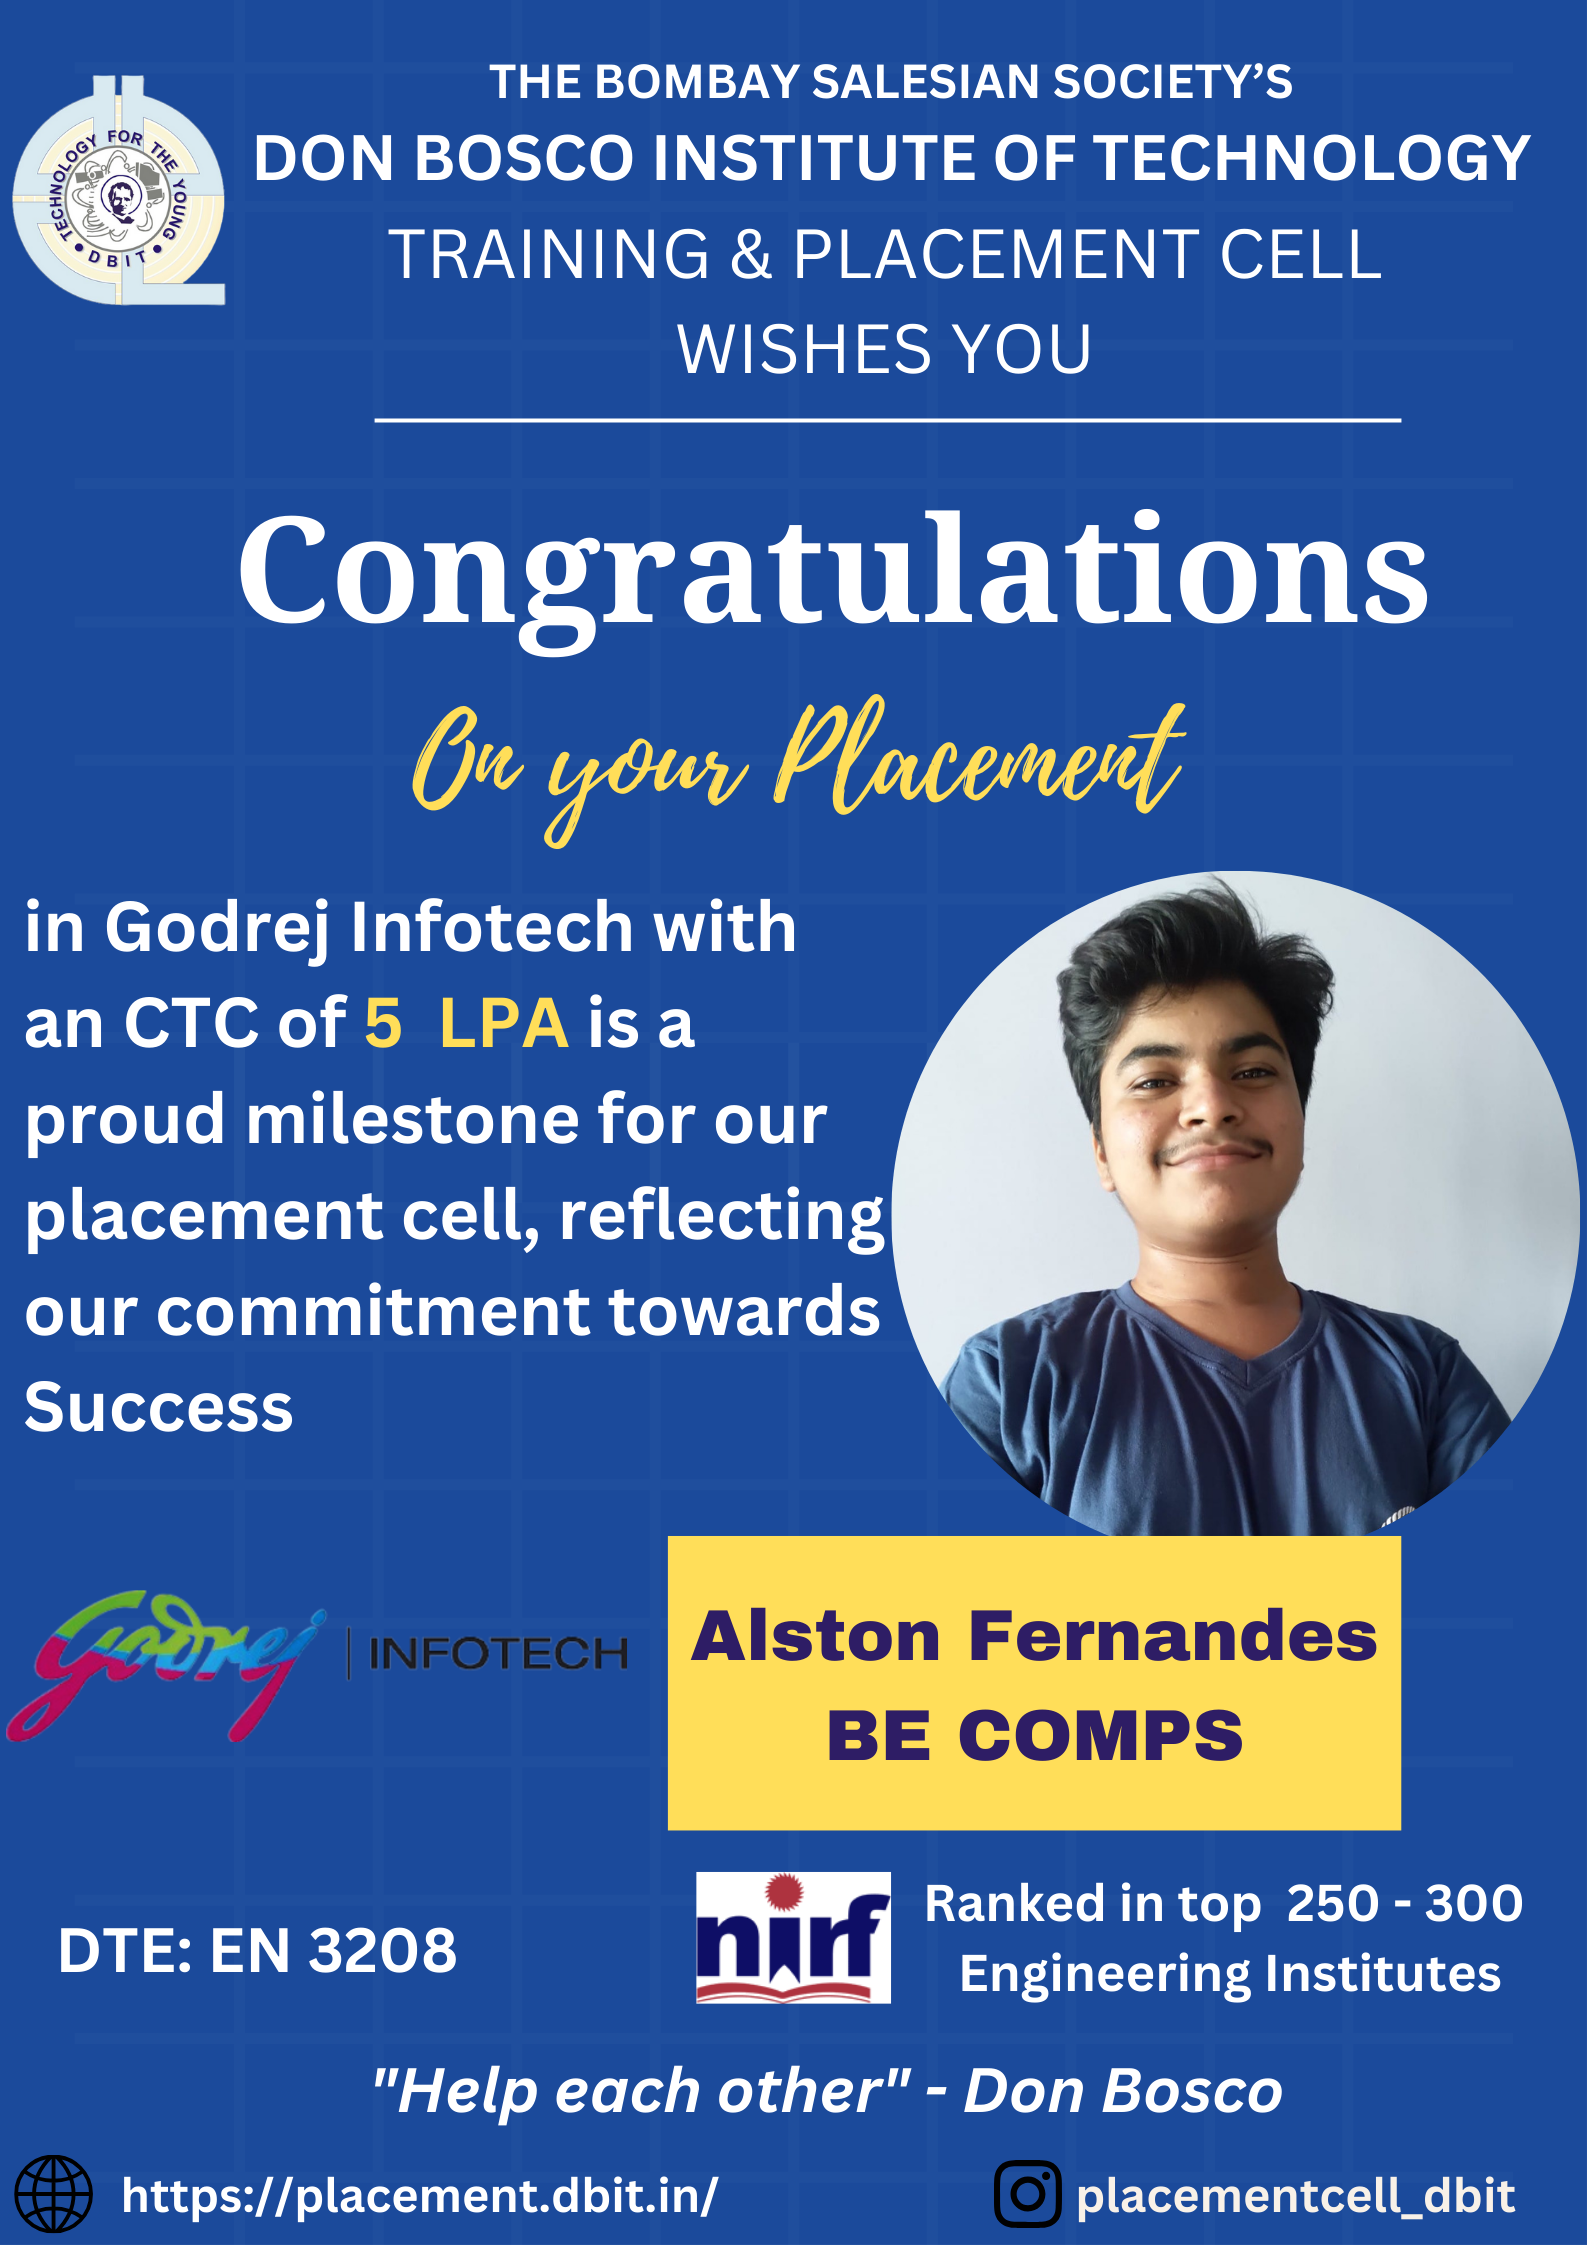 THE BOMBAY SALESIAN SOCIETY'S
DON BOSCO INSTITUTE OF TECHNOLOGY
TRAINING & PLACEMENT CELL
WISHES YOU
TECHNOLOGY FOR THE YOUNG
DBIT
Congratulations
On your Placement
in Godrej Infotech with
an CTC of 5 LPA is a
proud milestone for our
placement cell, reflecting
our commitment towards
Success
Godrej | INFOTECH
Alston Fernandes
BE COMPS
DTE: EN 3208
nirf
Ranked in top 250 - 300
Engineering Institutes
"Help each other" - Don Bosco
https://placement.dbit.in/
placementcell_dbit